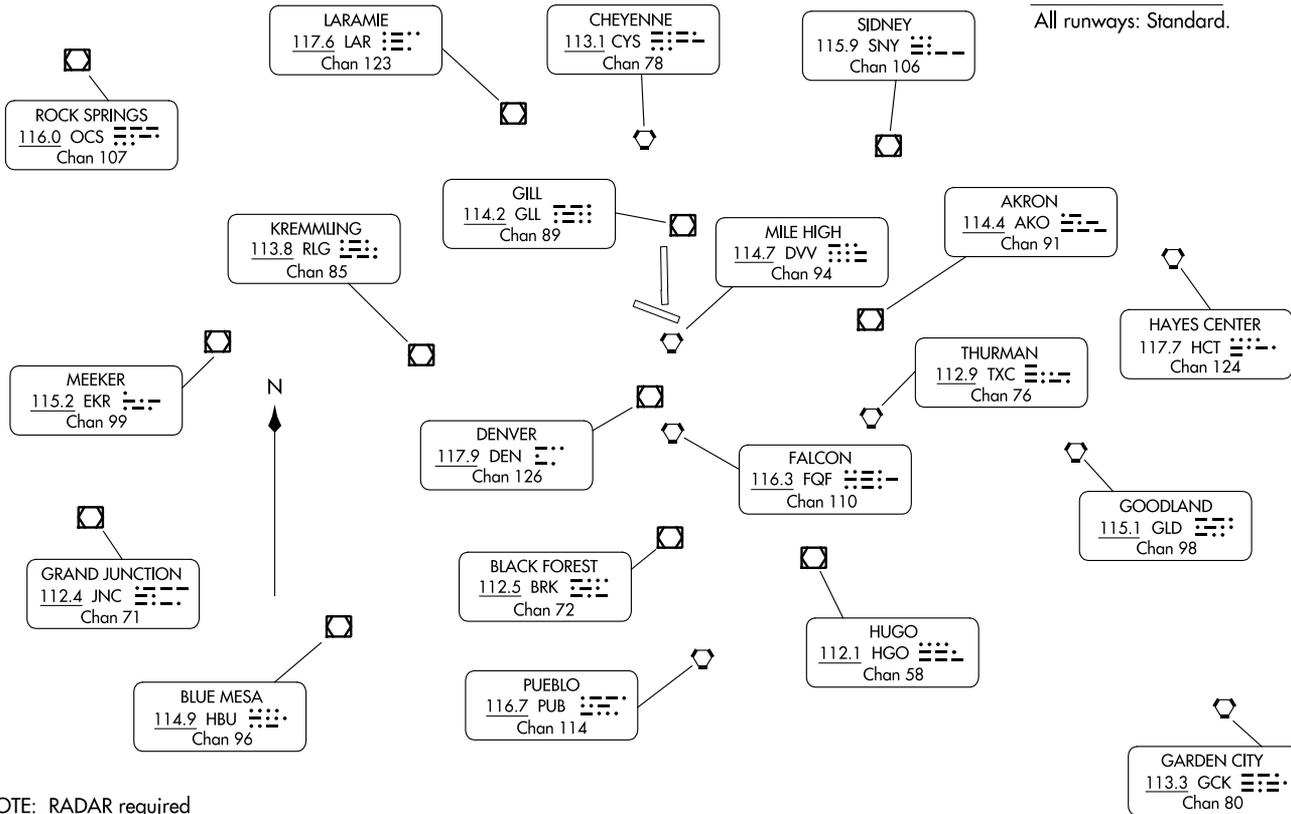 All runways: Standard.
LARAMIE
117.6 LAR
Chan 123
CHEYENNE
113.1 CYS
Chan 78
SIDNEY
115.9 SNY
Chan 106
ROCK SPRINGS
116.0 OCS
Chan 107
GILL
114.2 GLL
Chan 89
AKRON
114.4 AKO
Chan 91
KREMMLING
113.8 RLG
Chan 85
MILE HIGH
114.7 DVV
Chan 94
HAYES CENTER
117.7 HCT
Chan 124
THURMAN
112.9 TXC
Chan 76
MEEKER
115.2 EKR
Chan 99
N
DENVER
117.9 DEN
Chan 126
FALCON
116.3 FQF
Chan 110
GOODLAND
115.1 GLD
Chan 98
GRAND JUNCTION
112.4 JNC
Chan 71
BLACK FOREST
112.5 BRK
Chan 72
HUGO
112.1 HGO
Chan 58
BLUE MESA
114.9 HBU
Chan 96
PUEBLO
116.7 PUB
Chan 114
GARDEN CITY
113.3 GCK
Chan 80
OTE: RADAR required